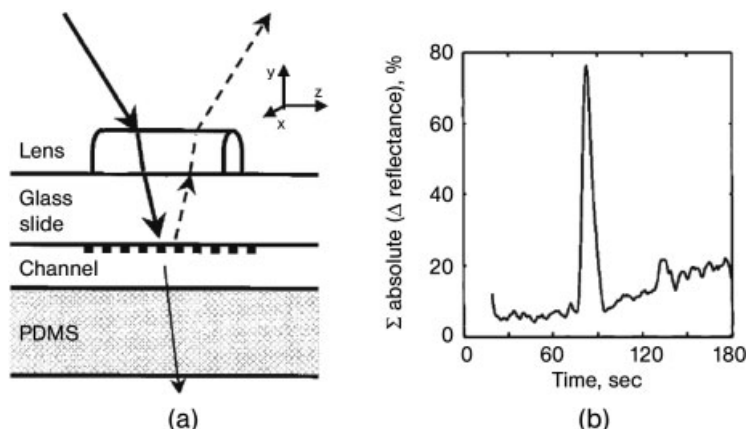 y
z
x
Lens
Glass
slide
Channel
PDMS
(a)
Σ absolute (Δ reflectance), %
80
60
40
20
0
0 60 120 180
Time, sec
(b)